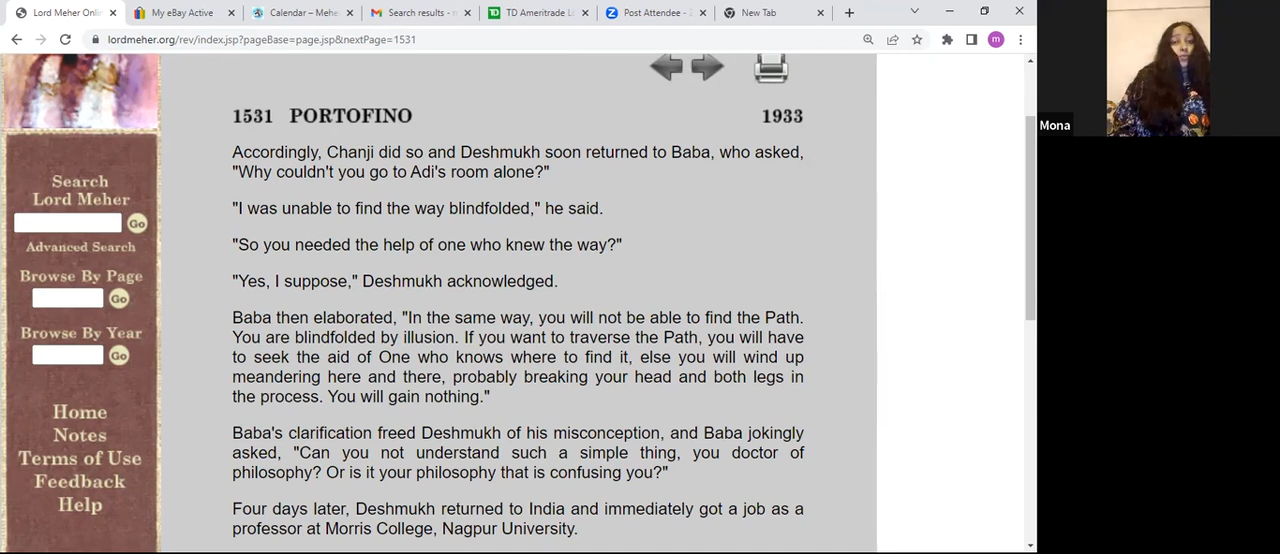 Lord Meher Onli
My eBay Active
Calendar – Mehe
Search results - n
TD Ameritrade Lo
Post Attendee - Z
New Tab
lordmeher.org/rev/index.jsp?pageBase=page.jsp&nextPage=1531
m
Search
Lord Meher
Go
Advanced Search
Browse By Page
Go
Browse By Year
Go
Home
Notes
Terms of Use
Feedback
Help
1531 PORTOFINO 1933
Accordingly, Chanji did so and Deshmukh soon returned to Baba, who asked,
"Why couldn't you go to Adi's room alone?"
"I was unable to find the way blindfolded," he said.
"So you needed the help of one who knew the way?"
"Yes, I suppose," Deshmukh acknowledged.
Baba then elaborated, "In the same way, you will not be able to find the Path.
You are blindfolded by illusion. If you want to traverse the Path, you will have
to seek the aid of One who knows where to find it, else you will wind up
meandering here and there, probably breaking your head and both legs in
the process. You will gain nothing."
Baba's clarification freed Deshmukh of his misconception, and Baba jokingly
asked, "Can you not understand such a simple thing, you doctor of
philosophy? Or is it your philosophy that is confusing you?"
Four days later, Deshmukh returned to India and immediately got a job as a
professor at Morris College, Nagpur University.
Mona